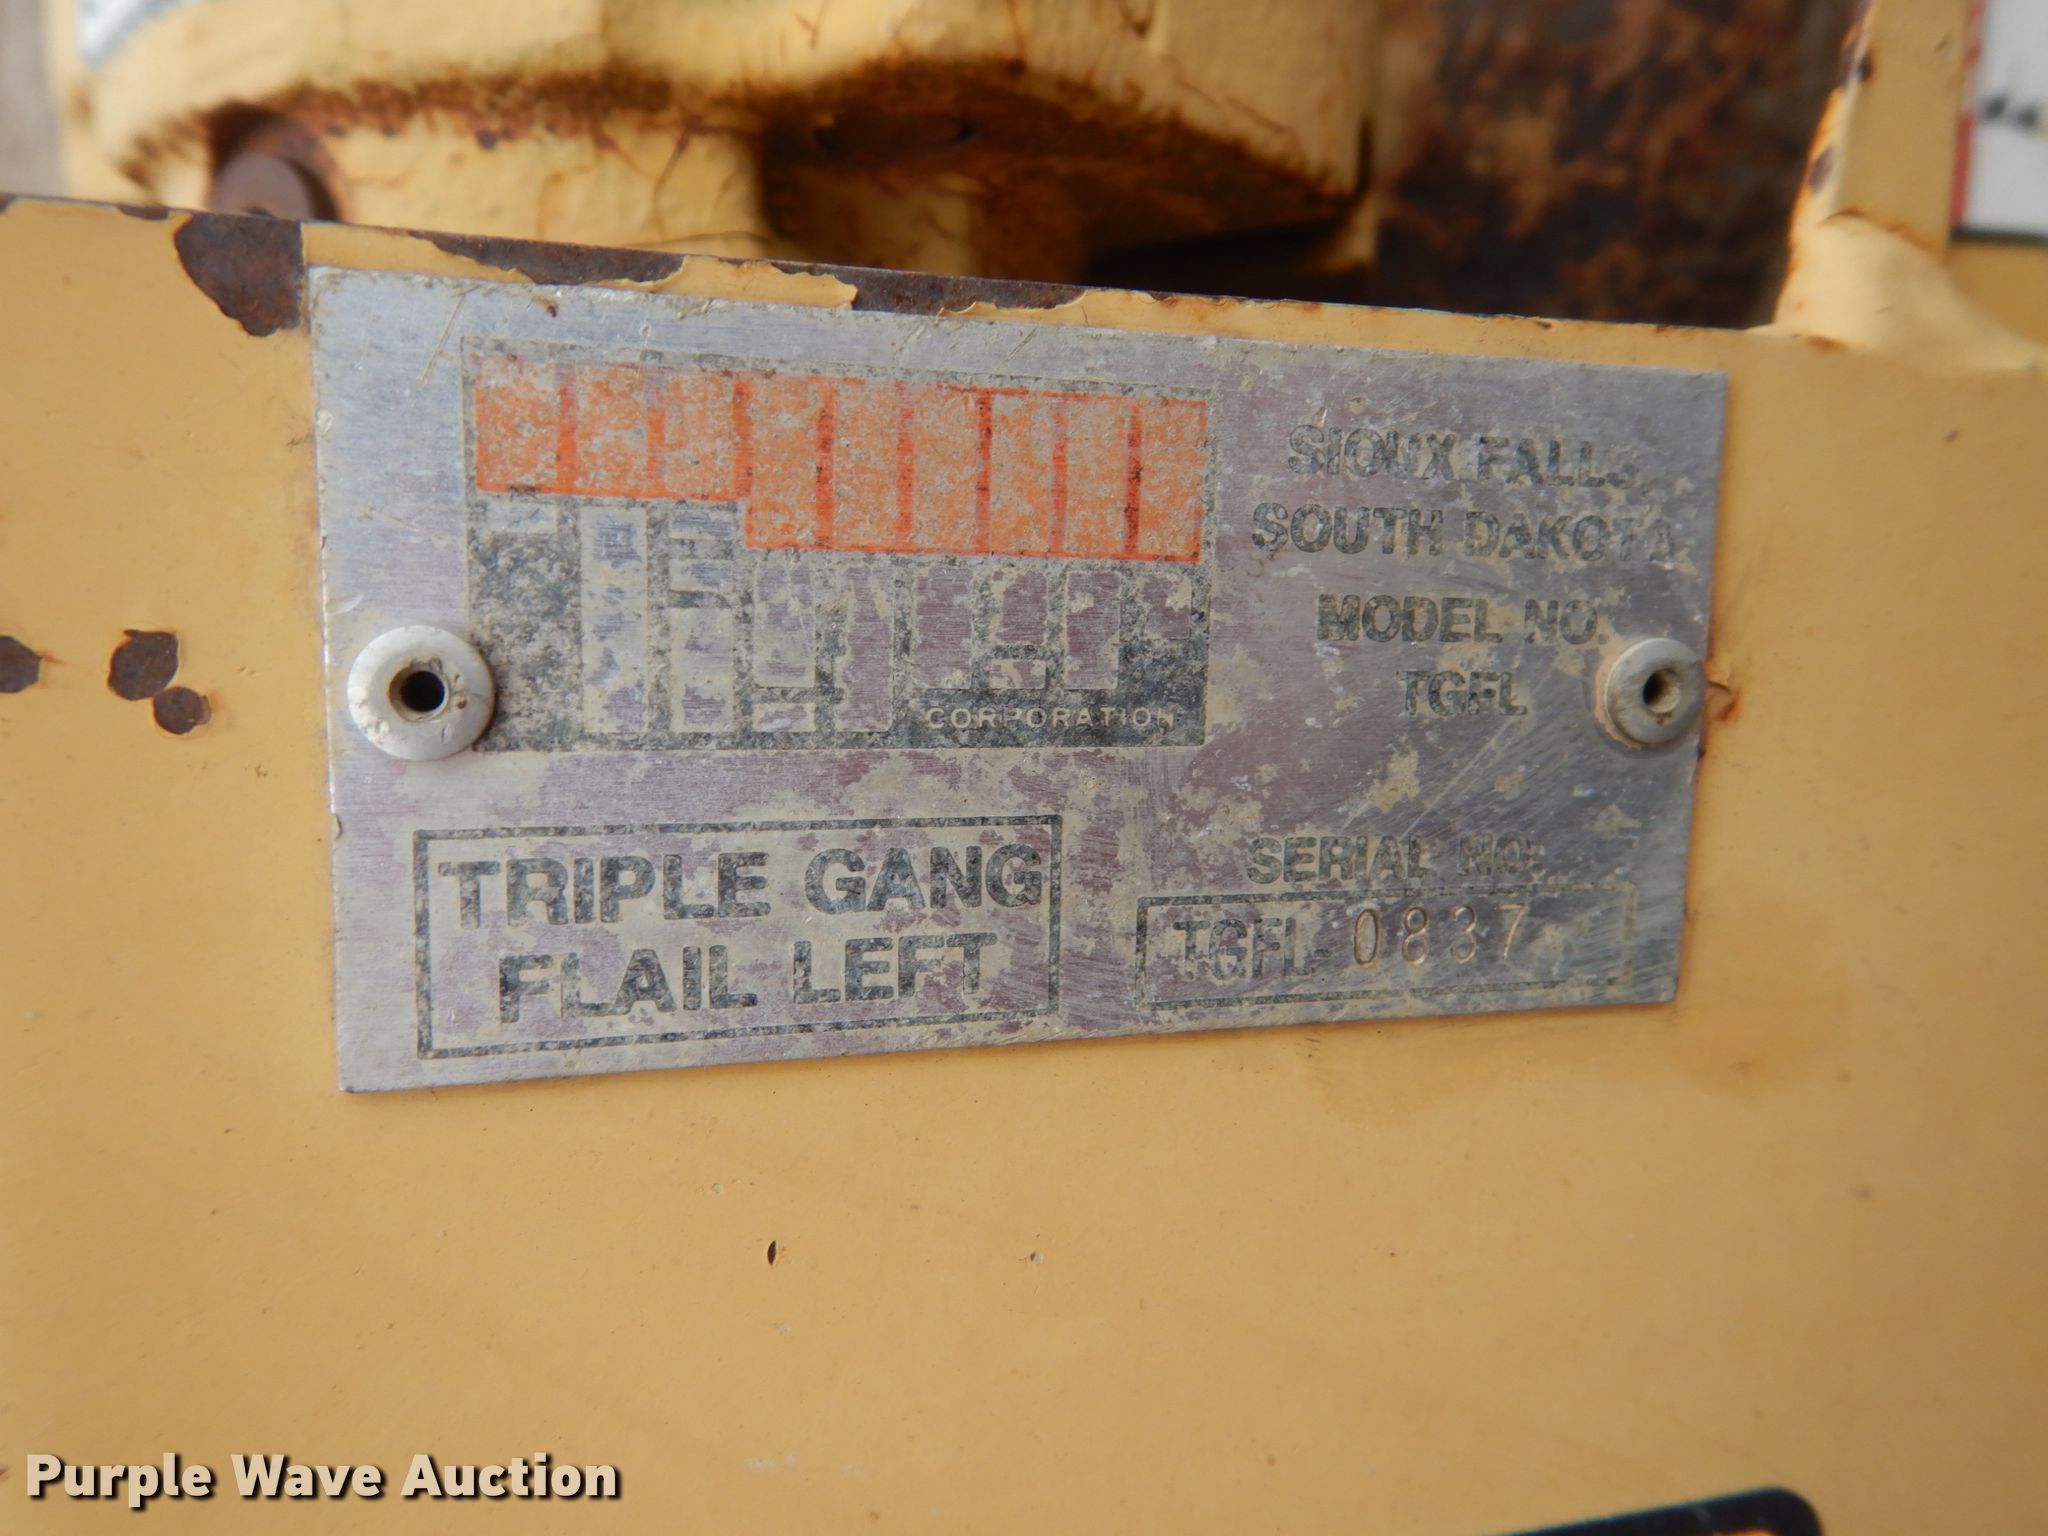 Tiger
CORPORATION
SIOUX FALLS,
SOUTH DAKOTA
MODEL NO.
TGFL
TRIPLE GANG
FLAIL LEFT
SERIAL NO.
TGFL- 0837
Purple Wave Auction